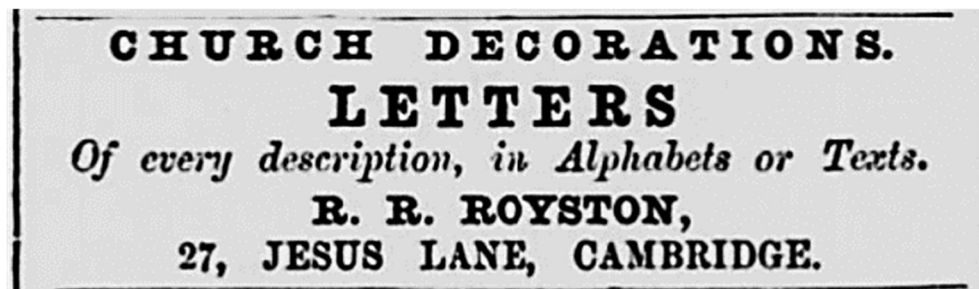 CHURCH DECORATIONS.
LETTERS
Of every description, in Alphabets or Texts.
R. R. ROYSTON,
27, JESUS LANE, CAMBRIDGE.